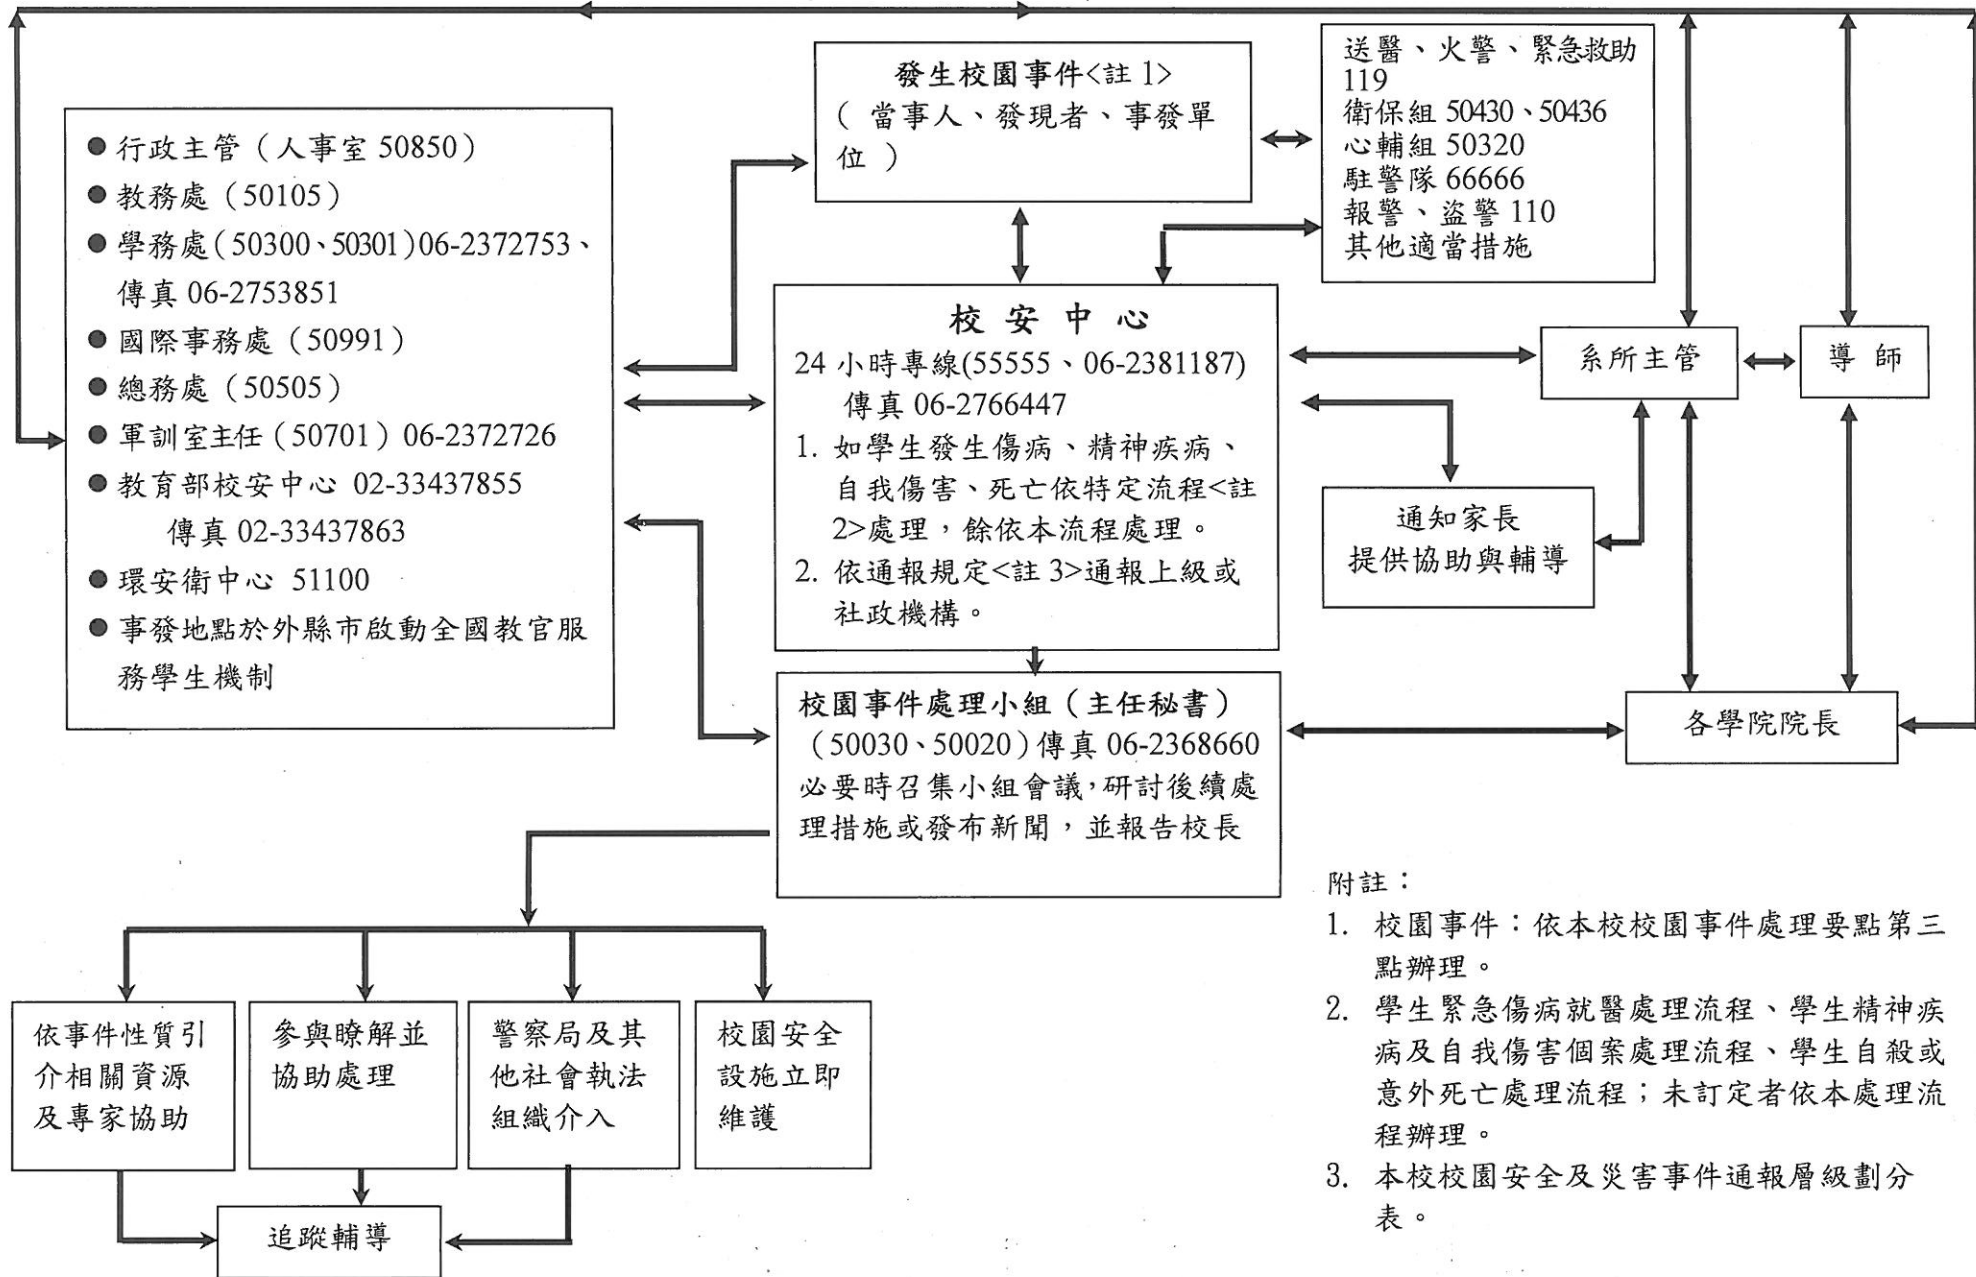 發生校園事件<註 1>
（ 當事人、發現者、事發單
位 ）
送醫、火警、緊急救助
119
衛保組 50430、50436
心輔組 50320
駐警隊 66666
報警、盜警 110
其他適當措施
● 行政主管（人事室 50850）
● 教務處（50105）
● 學務處(50300、50301)06-2372753、
傳真 06-2753851
● 國際事務處（50991）
● 總務處（50505）
● 軍訓室主任（50701）06-2372726
● 教育部校安中心 02-33437855
傳真 02-33437863
● 環安衛中心 51100
● 事發地點於外縣市啟動全國教官服
務學生機制
校 安 中 心
24 小時專線(55555、06-2381187)
傳真 06-2766447
1. 如學生發生傷病、精神疾病、
自我傷害、死亡依特定流程<註
2>處理，餘依本流程處理。
2. 依通報規定<註 3>通報上級或
社政機構。
系所主管
導 師
通知家長
提供協助與輔導
校園事件處理小組（主任秘書）
（50030、50020）傳真 06-2368660
必要時召集小組會議,研討後續處
理措施或發布新聞，並報告校長
各學院院長
依事件性質引
介相關資源
及專家協助
參與瞭解並
協助處理
警察局及其
他社會執法
組織介入
校園安全
設施立即
維護
追蹤輔導
附註：
1. 校園事件：依本校校園事件處理要點第三
點辦理。
2. 學生緊急傷病就醫處理流程、學生精神疾
病及自我傷害個案處理流程、學生自殺或
意外死亡處理流程；未訂定者依本處理流
程辦理。
3. 本校校園安全及災害事件通報層級劃分
表。